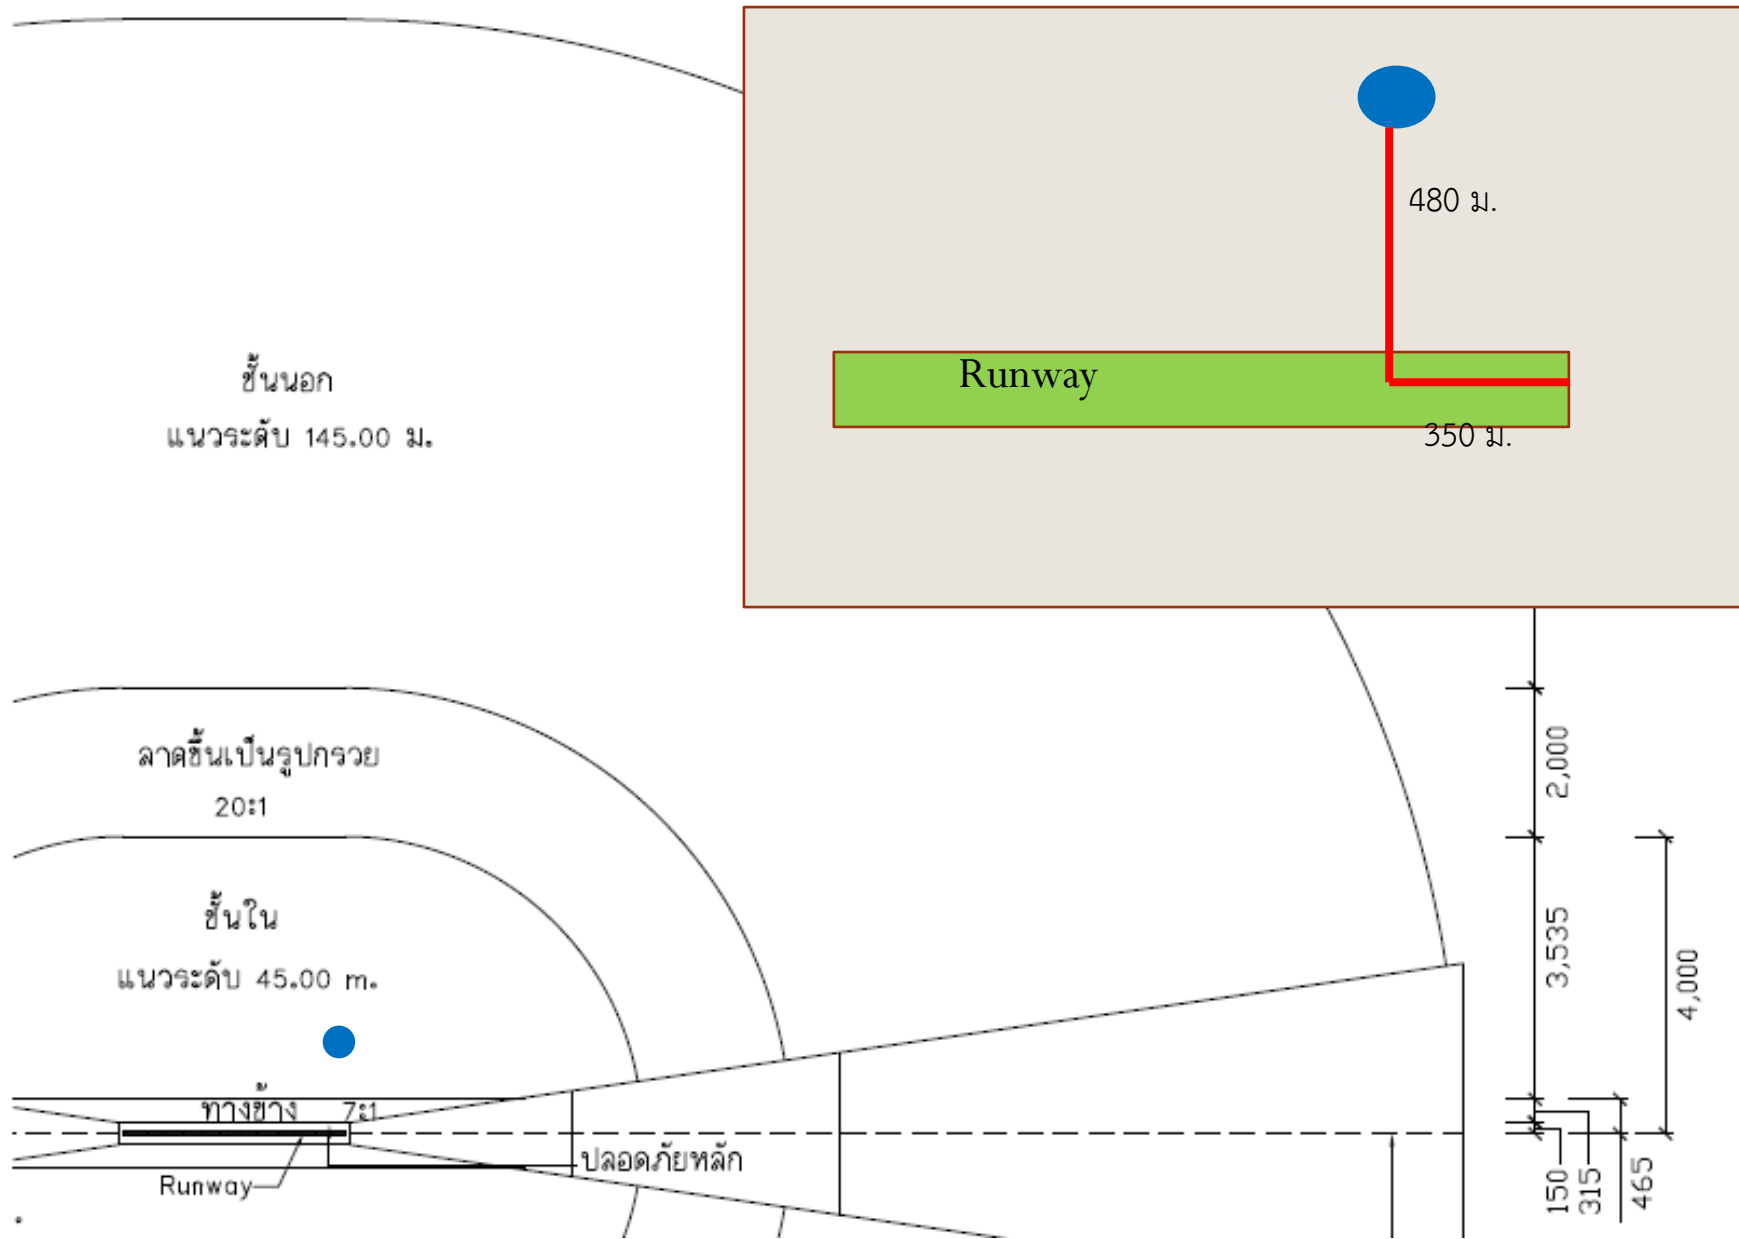 480 ม.
Runway
350 ม.
ชั้นนอก
แนวระดับ 145.00 ม.
ลาดขึ้นเป็นรูปกรวย
20:1
ชั้นใน
แนวระดับ 45.00 m.
ทางข้าง 7:1
ปลอดภัยหลัก
Runway
2,000
3,535
4,000
150
315
465